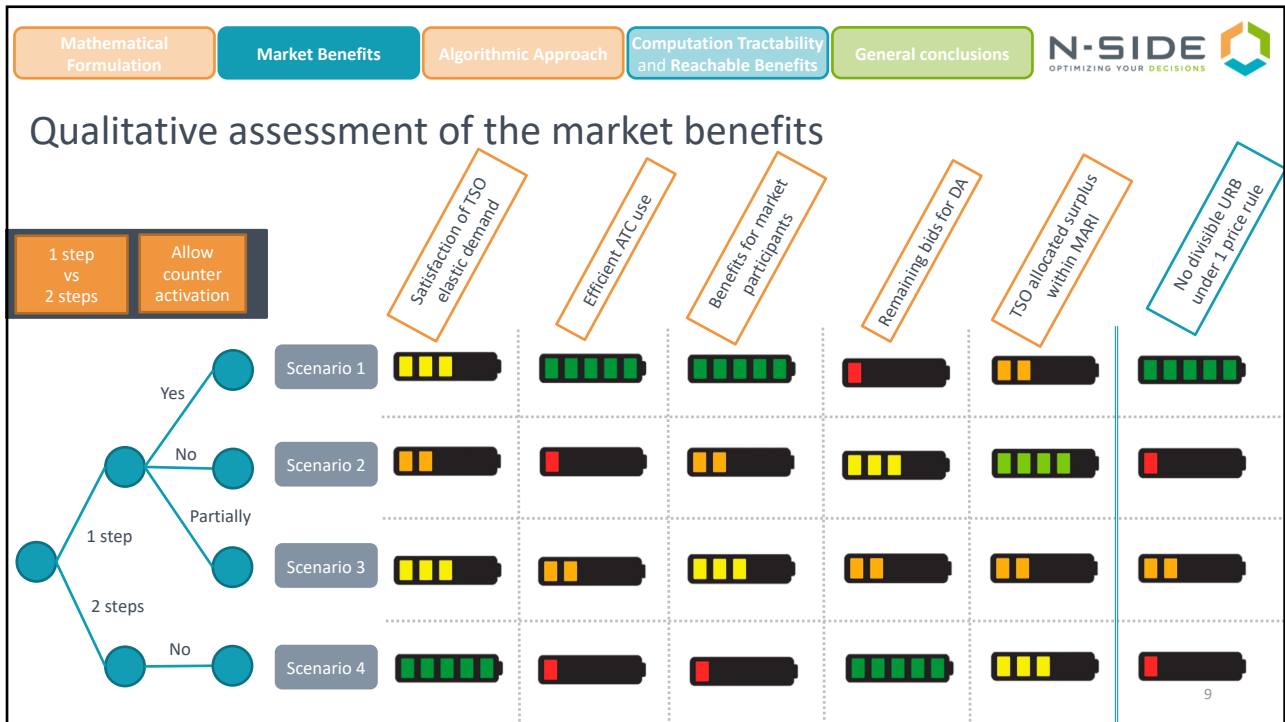 Mathematical
Formulation
Market Benefits
Algorithmic Approach
Computation Tractability
and Reachable Benefits
General conclusions
N-SIDE
OPTIMIZING YOUR DECISIONS
Qualitative assessment of the market benefits
1 step
vs
2 steps
Allow
counter
activation
Satisfaction of TSO
elastic demand
Efficient ATC use
Benefits for market
participants
Remaining bids for DA
TSO allocated surplus
within MARI
No divisible URB
under 1 price rule
Yes
Scenario 1
No
Scenario 2
Partially
1 step
Scenario 3
2 steps
No
Scenario 4
9